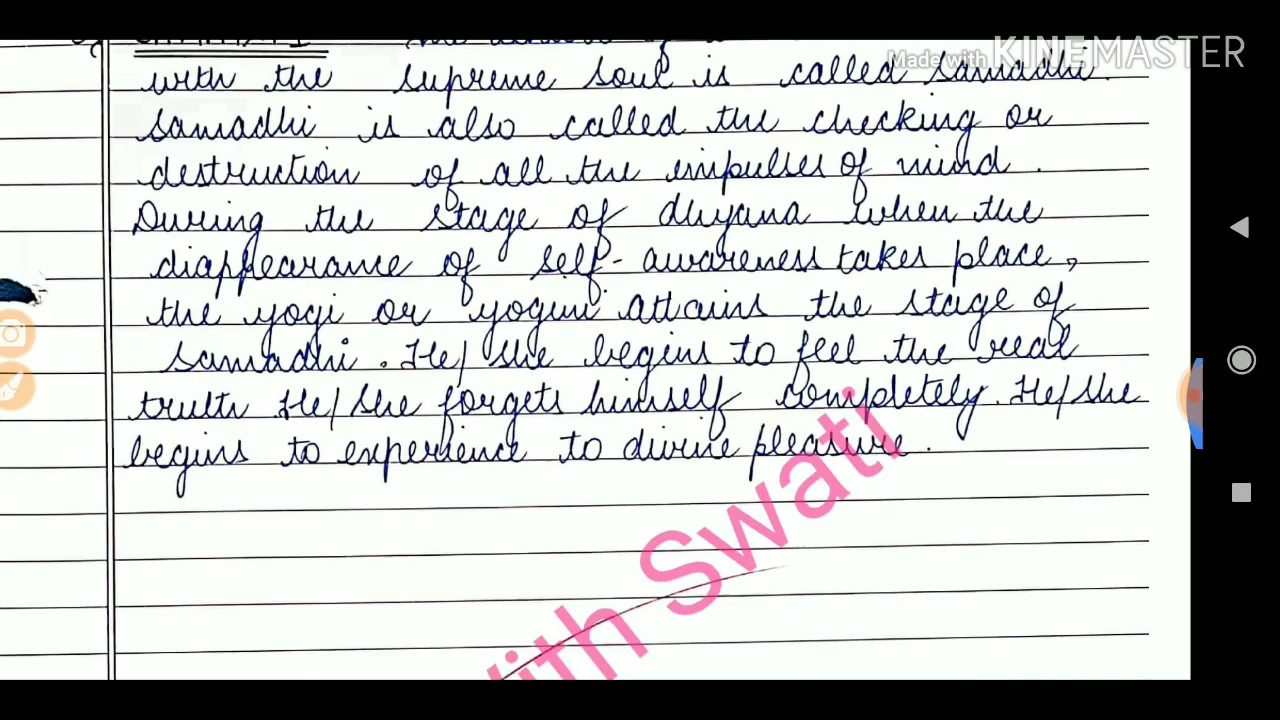 Made with KINEMASTER
with the supreme soul is called samadhi.
samadhi is also called the checking or
destruction of all the impulses of mind.
During the stage of dhyana when the
diappearance of self-awareness takes place,
the yogi or yogini attains the stage of
samadhi. He/ she begins to feel the real
truth. He/She forgets himself completely. He/She
begins to experience to divine pleasure.
with Swati